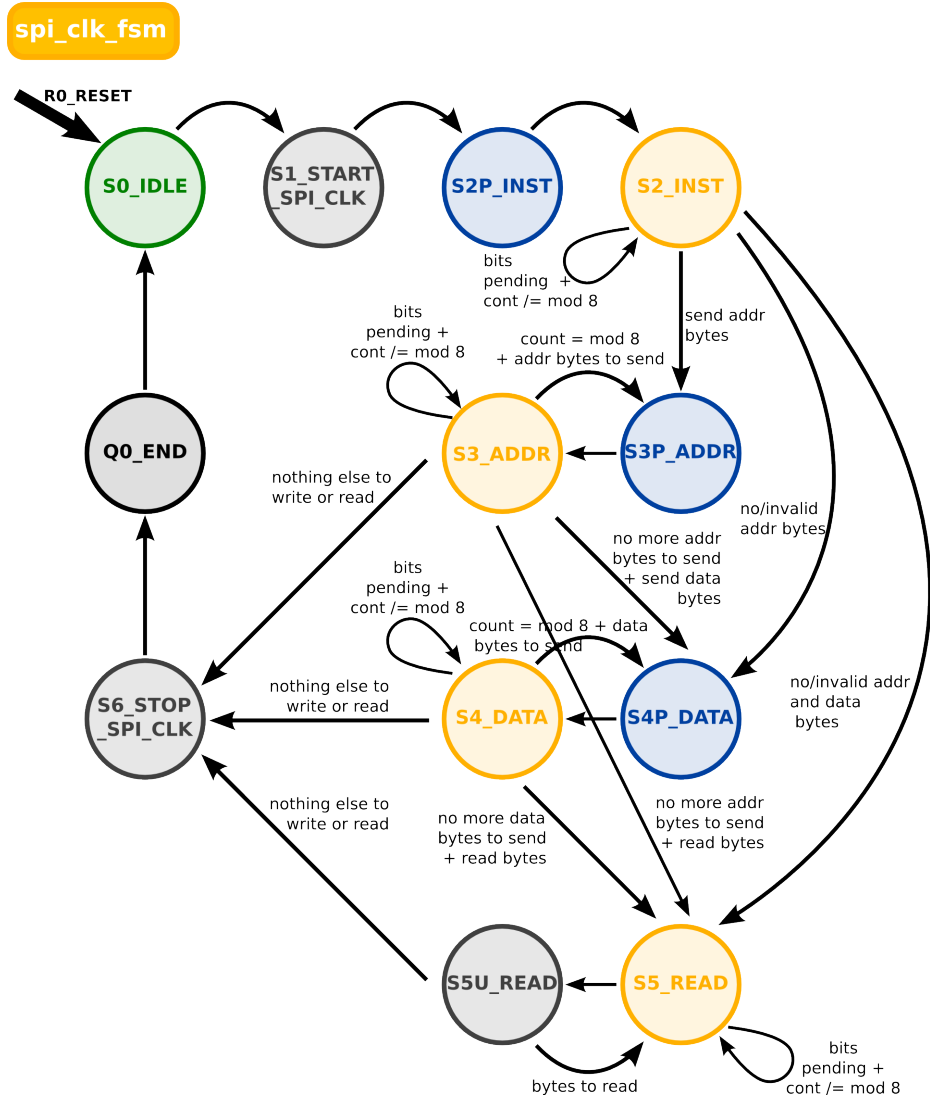 spi_clk_fsm
R0_RESET
S0_IDLE
S1_START
_SPI_CLK
S2P_INST
S2_INST
bits
pending +
cont /= mod 8
send addr
bytes
bits
pending +
cont /= mod 8
count = mod 8
+ addr bytes to send
Q0_END
S3_ADDR
S3P_ADDR
nothing else to
write or read
no/invalid
addr bytes
no more addr
bytes to send
+ send data
bytes
bits
pending +
cont /= mod 8
count = mod 8 + data
bytes to send
no/invalid addr
and data
bytes
nothing else to
write or read
S6_STOP
_SPI_CLK
S4_DATA
S4P_DATA
nothing else to
write or read
no more data
bytes to send
+ read bytes
no more addr
bytes to send
+ read bytes
S5U_READ
S5_READ
bits
pending +
cont /= mod 8
bytes to read